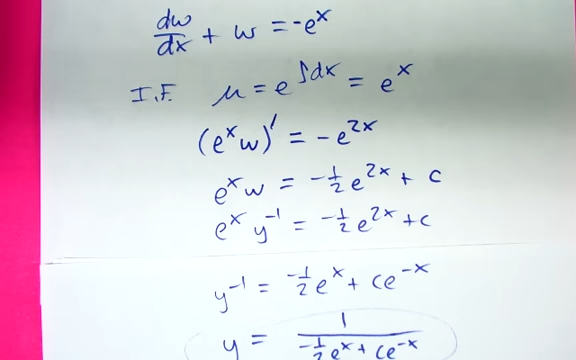 dw/dx + w = -e^x
I.F. μ = e^∫dx = e^x
(e^x w)' = -e^2x
e^x w = -1/2 e^2x + c
e^x y^-1 = -1/2 e^2x + c
y^-1 = -1/2 e^x + ce^-x
y = 1/(-1/2 e^x + ce^-x)